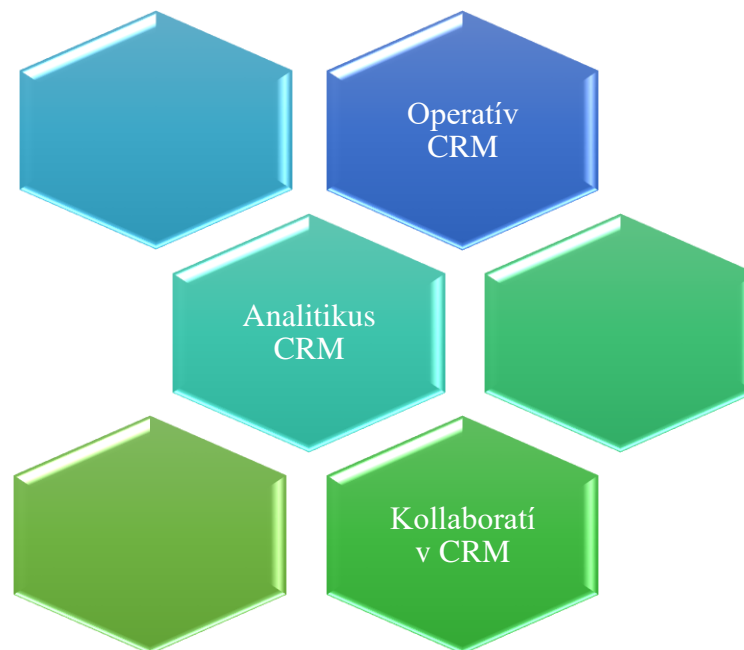 Operatív
CRM
Analitikus
CRM
Kollaboratí
v CRM